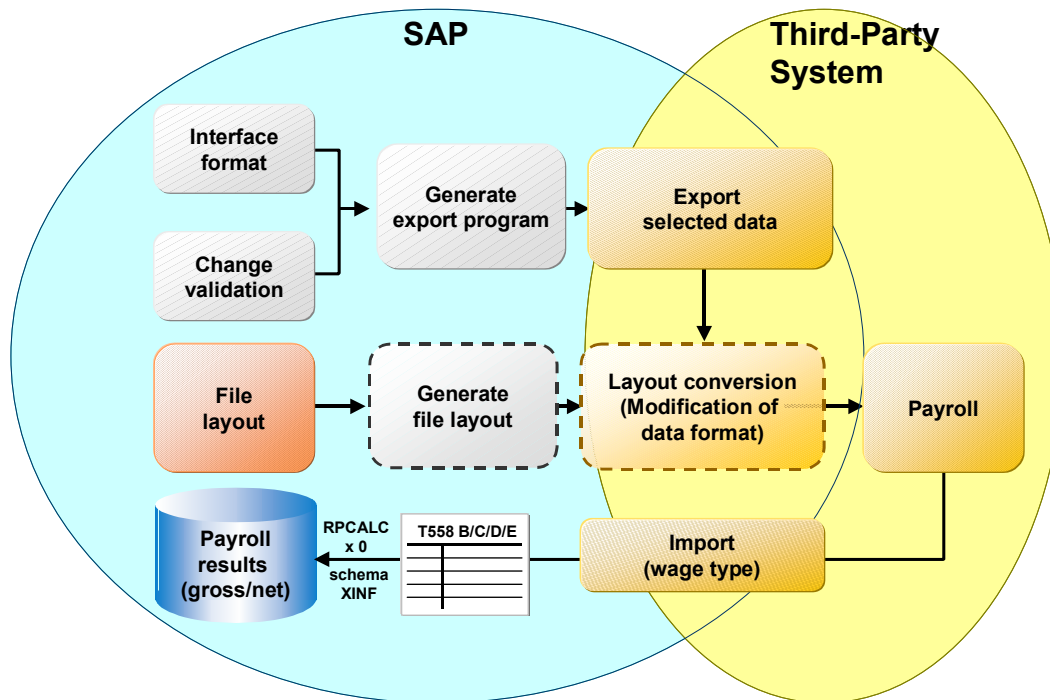 SAP
Third-Party
System
Interface
format
Generate
export program
Export
selected data
Change
validation
File
layout
Generate
file layout
Layout conversion
(Modification of
data format)
Payroll
Payroll
results
(gross/net)
RPCALC
x 0
schema
XINF
T558 B/C/D/E
Import
(wage type)